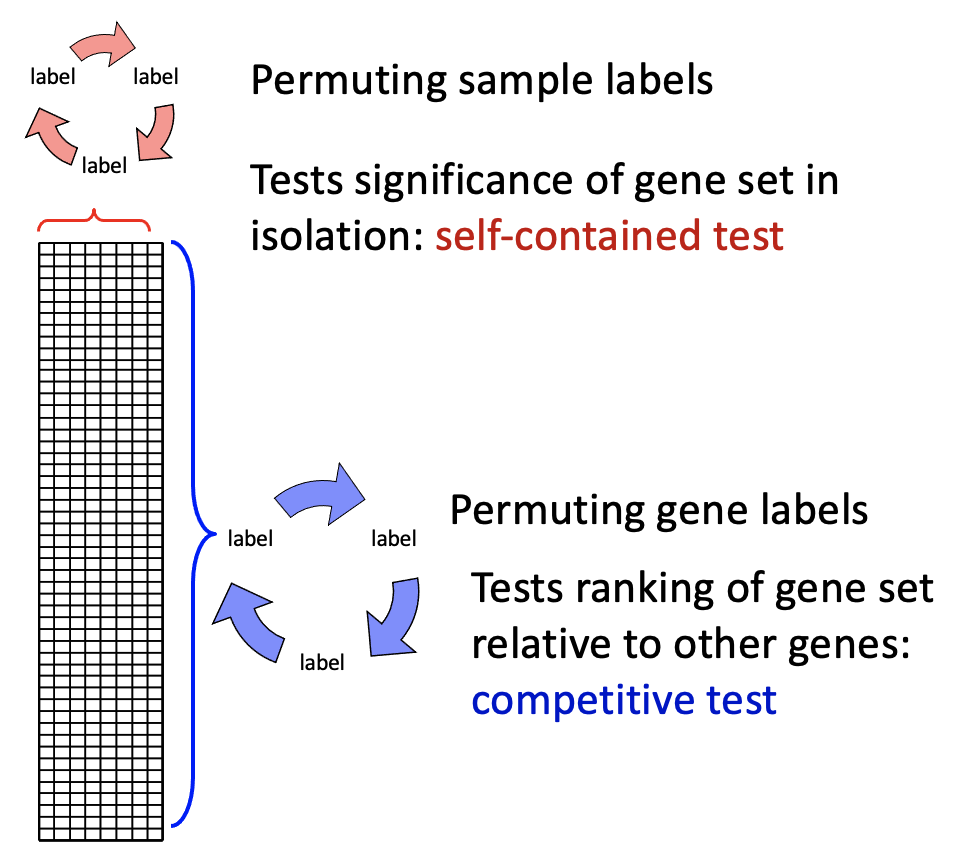 label
label
label
Permuting sample labels
Tests significance of gene set in
isolation: self-contained test
label
label
label
Permuting gene labels
Tests ranking of gene set
relative to other genes:
competitive test